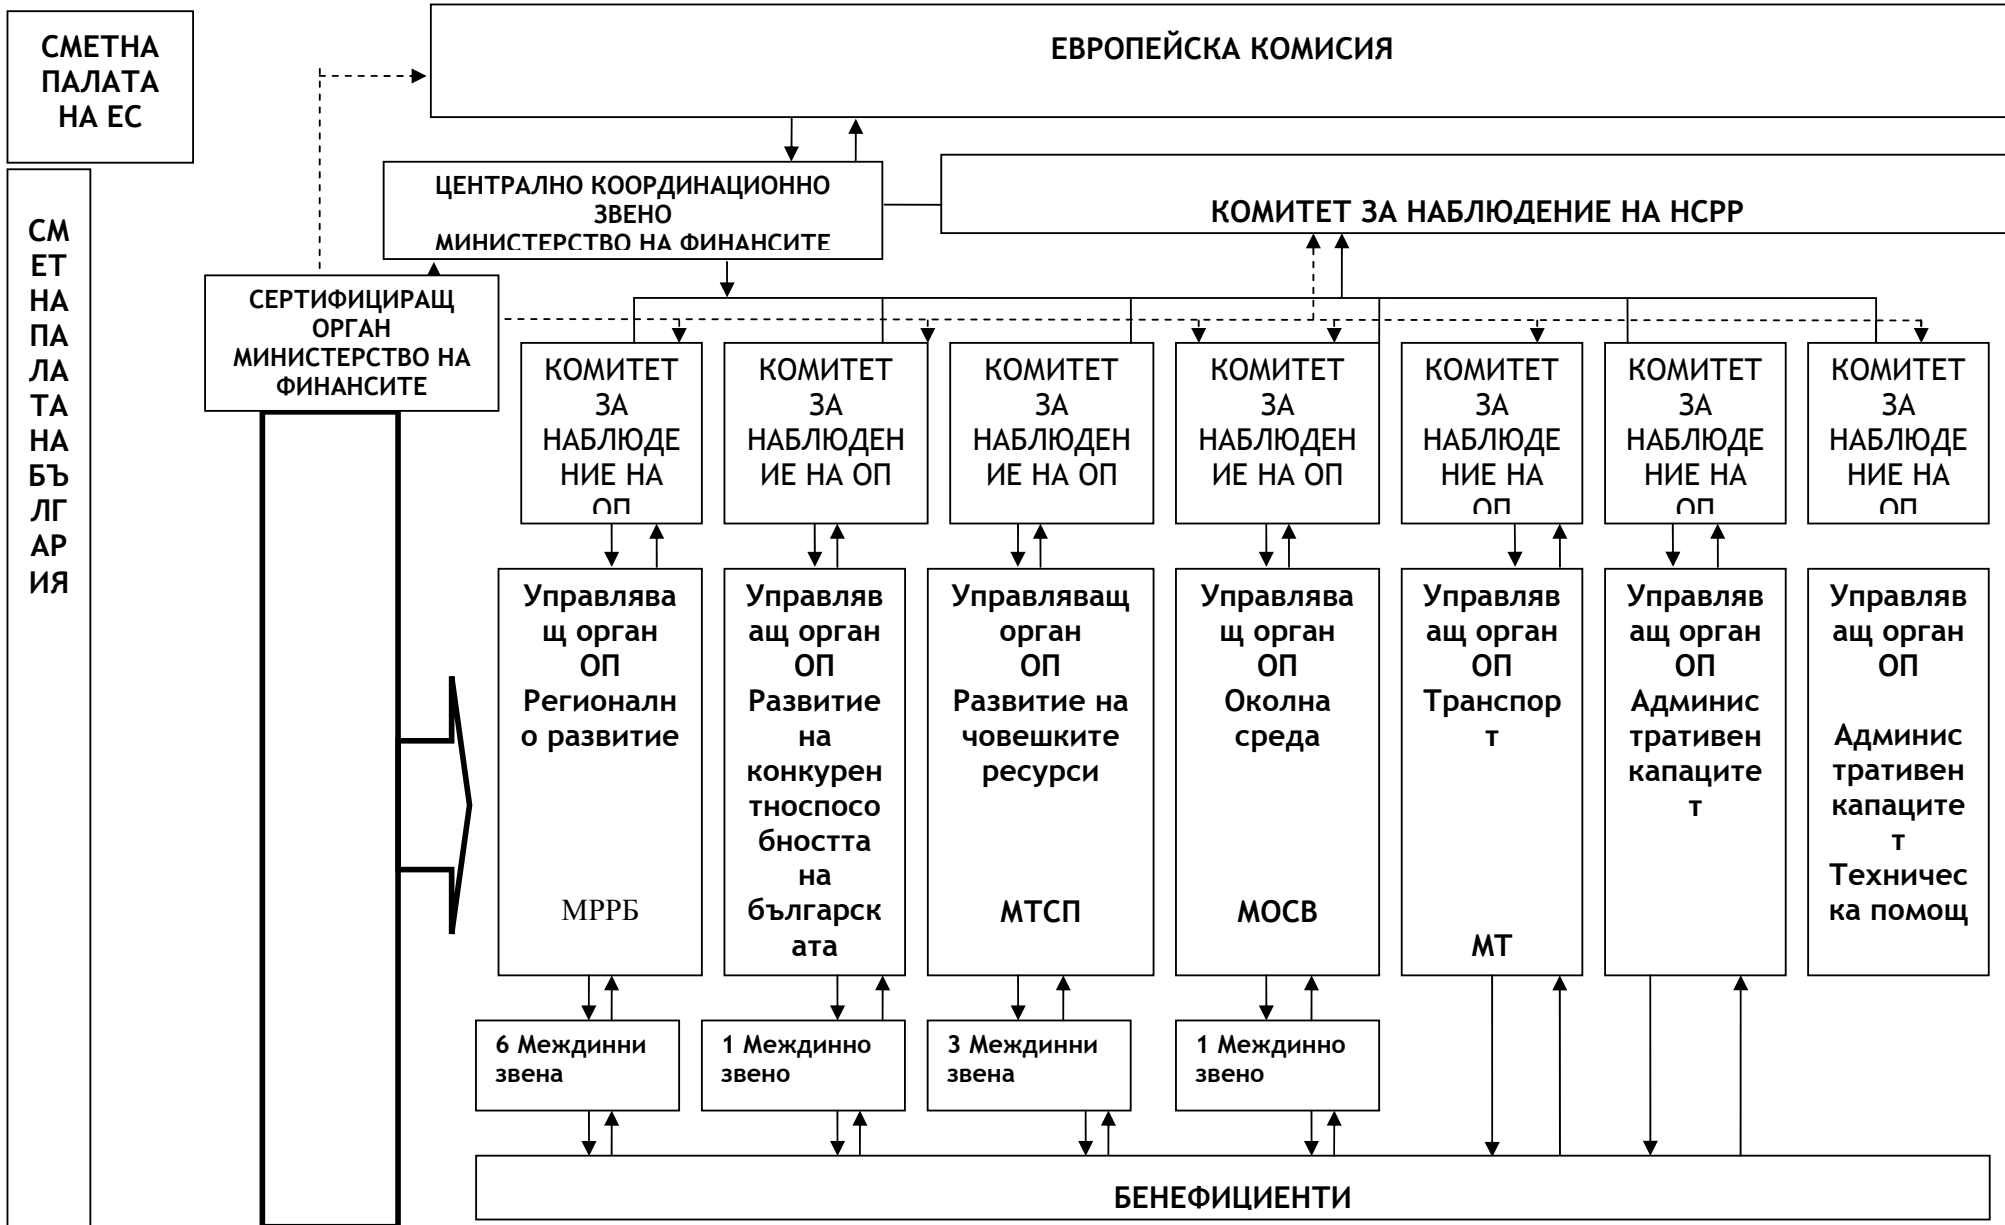 СМЕТНА
ПАЛАТА
НА ЕС
ЕВРОПЕЙСКА КОМИСИЯ
ЦЕНТРАЛНО КООРДИНАЦИОННО
ЗВЕНО
МИНИСТЕРСТВО НА ФИНАНСИТЕ
КОМИТЕТ ЗА НАБЛЮДЕНИЕ НА НСРР
СМ
ЕТ
НА
ПА
ЛА
ТА
НА
БЪ
ЛГ
АР
ИЯ
СЕРТИФИЦИРАЩ
ОРГАН
МИНИСТЕРСТВО НА
ФИНАНСИТЕ
КОМИТЕТ
ЗА
НАБЛЮДЕ
НИЕ НА
ОП
КОМИТЕТ
ЗА
НАБЛЮДЕН
ИЕ НА ОП
КОМИТЕТ
ЗА
НАБЛЮДЕН
ИЕ НА ОП
КОМИТЕТ
ЗА
НАБЛЮДЕН
ИЕ НА ОП
КОМИТЕТ
ЗА
НАБЛЮДЕ
НИЕ НА
ОП
КОМИТЕТ
ЗА
НАБЛЮДЕ
НИЕ НА
ОП
КОМИТЕТ
ЗА
НАБЛЮДЕ
НИЕ НА
ОП
Управлява
щ орган
ОП
Регионалн
о развитие
МРРБ
Управляв
ащ орган
ОП
Развитие
на
конкурен
тноспосо
бността
на
българск
ата
Управляващ
орган
ОП
Развитие на
човешките
ресурси
МТСП
Управлява
щ орган
ОП
Околна
среда
МОСВ
Управляв
ащ орган
ОП
Транспор
т
МТ
Управляв
ащ орган
ОП
Админис
тративен
капаците
т
Управляв
ащ орган
ОП
Админис
тративен
капаците
т
Техничес
ка помощ
6 Междинни
звена
1 Междинно
звено
3 Междинни
звена
1 Междинно
звено
БЕНЕФИЦИЕНТИ